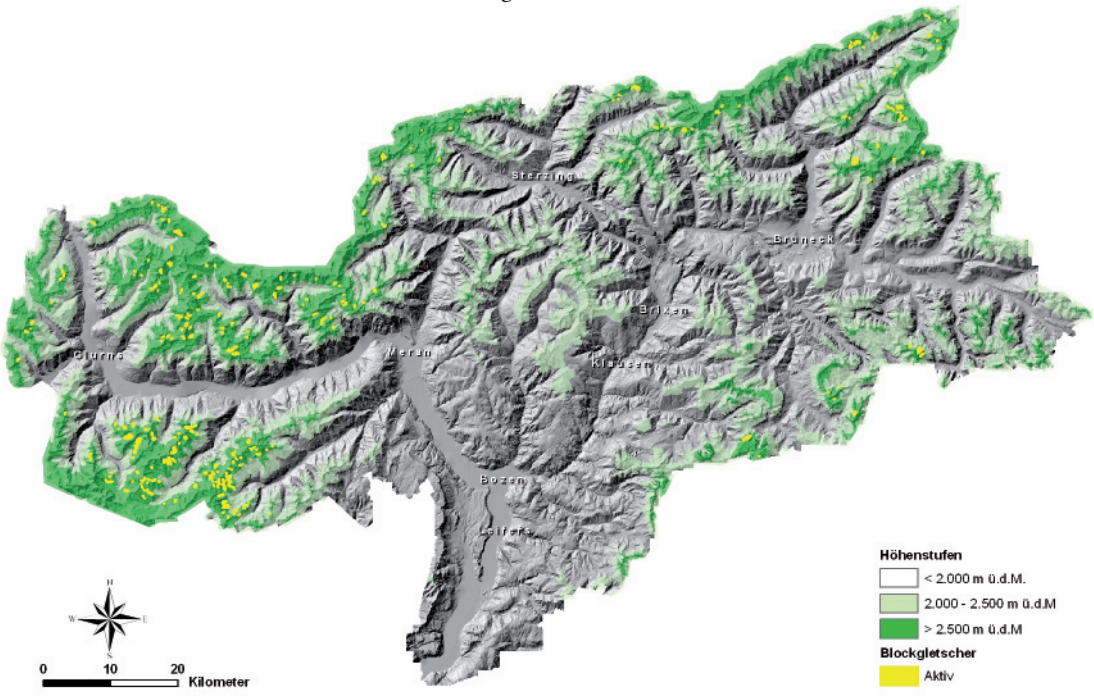 Sterzing
Bruneck
Brixen
Glurns
Meran
Klausen
Bozen
Leifers
N
W
E
S
0 10 20
Kilometer
Höhenstufen
< 2.000 m ü.d.M.
2.000 - 2.500 m ü.d.M
> 2.500 m ü.d.M
Blockgletscher
Aktiv